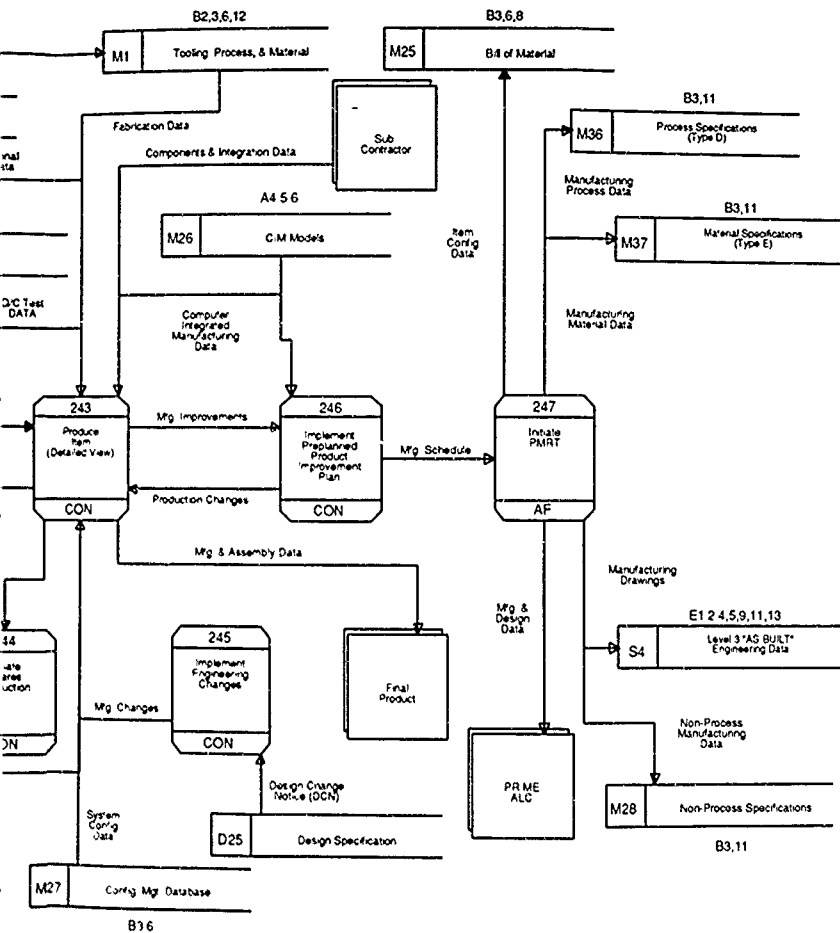 B2,3,6,12
M1
Tooling Process, & Material
B3,6,8
M25
Bill of Material
Fabrication Data
Sub
Contractor
Components & Integration Data
B3,11
M36
Process Specifications
(Type D)
Manufacturing
Process Data
A4 5 6
M26
CIM Models
Item
Config
Data
B3,11
M37
Material Specifications
(Type E)
DATA
Computer
Integrated
Manufacturing
Data
Manufacturing
Material Data
243
Produce
Item
(Detailed View)
CON
Mfg Improvements
Production Changes
246
Implement
Preplanned
Product
Improvement
Plan
CON
Mfg Schedule
247
Initiate
PMRT
AF
Mfg & Assembly Data
Manufacturing
Drawings
Mfg &
Design
Data
E1 2 4,5,9,11,13
S4
Level 3 "AS BUILT"
Engineering Data
44
245
Implement
Engineering
Changes
CON
Mfg Changes
Final
Product
Non-Process
Manufacturing
Data
PRIME
ALC
Design Change
Notice (DCN)
System
Config
Data
D25
Design Specification
M28
Non-Process Specifications
B3,11
M27
Config Mgt Database
B3 6